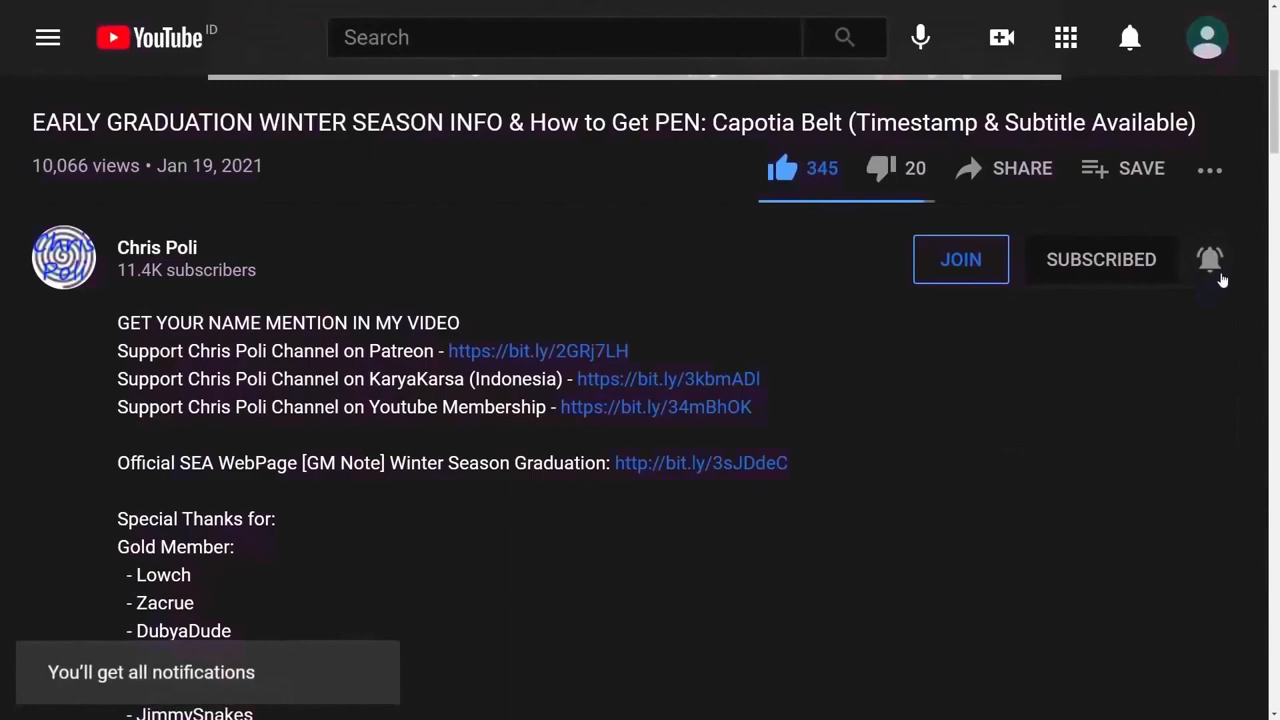 YouTube ID
Search
EARLY GRADUATION WINTER SEASON INFO & How to Get PEN: Capotia Belt (Timestamp & Subtitle Available)
10,066 views • Jan 19, 2021
345 20 SHARE SAVE
Chris Poli
Chris Poli
11.4K subscribers
JOIN SUBSCRIBED
GET YOUR NAME MENTION IN MY VIDEO
Support Chris Poli Channel on Patreon - https://bit.ly/2GRj7LH
Support Chris Poli Channel on KaryaKarsa (Indonesia) - https://bit.ly/3kbmADl
Support Chris Poli Channel on Youtube Membership - https://bit.ly/34mBhOK
Official SEA WebPage [GM Note] Winter Season Graduation: http://bit.ly/3sJDdeC
Special Thanks for:
Gold Member:
- Lowch
- Zacrue
- DubyaDude
You'll get all notifications
- JimmySnakes